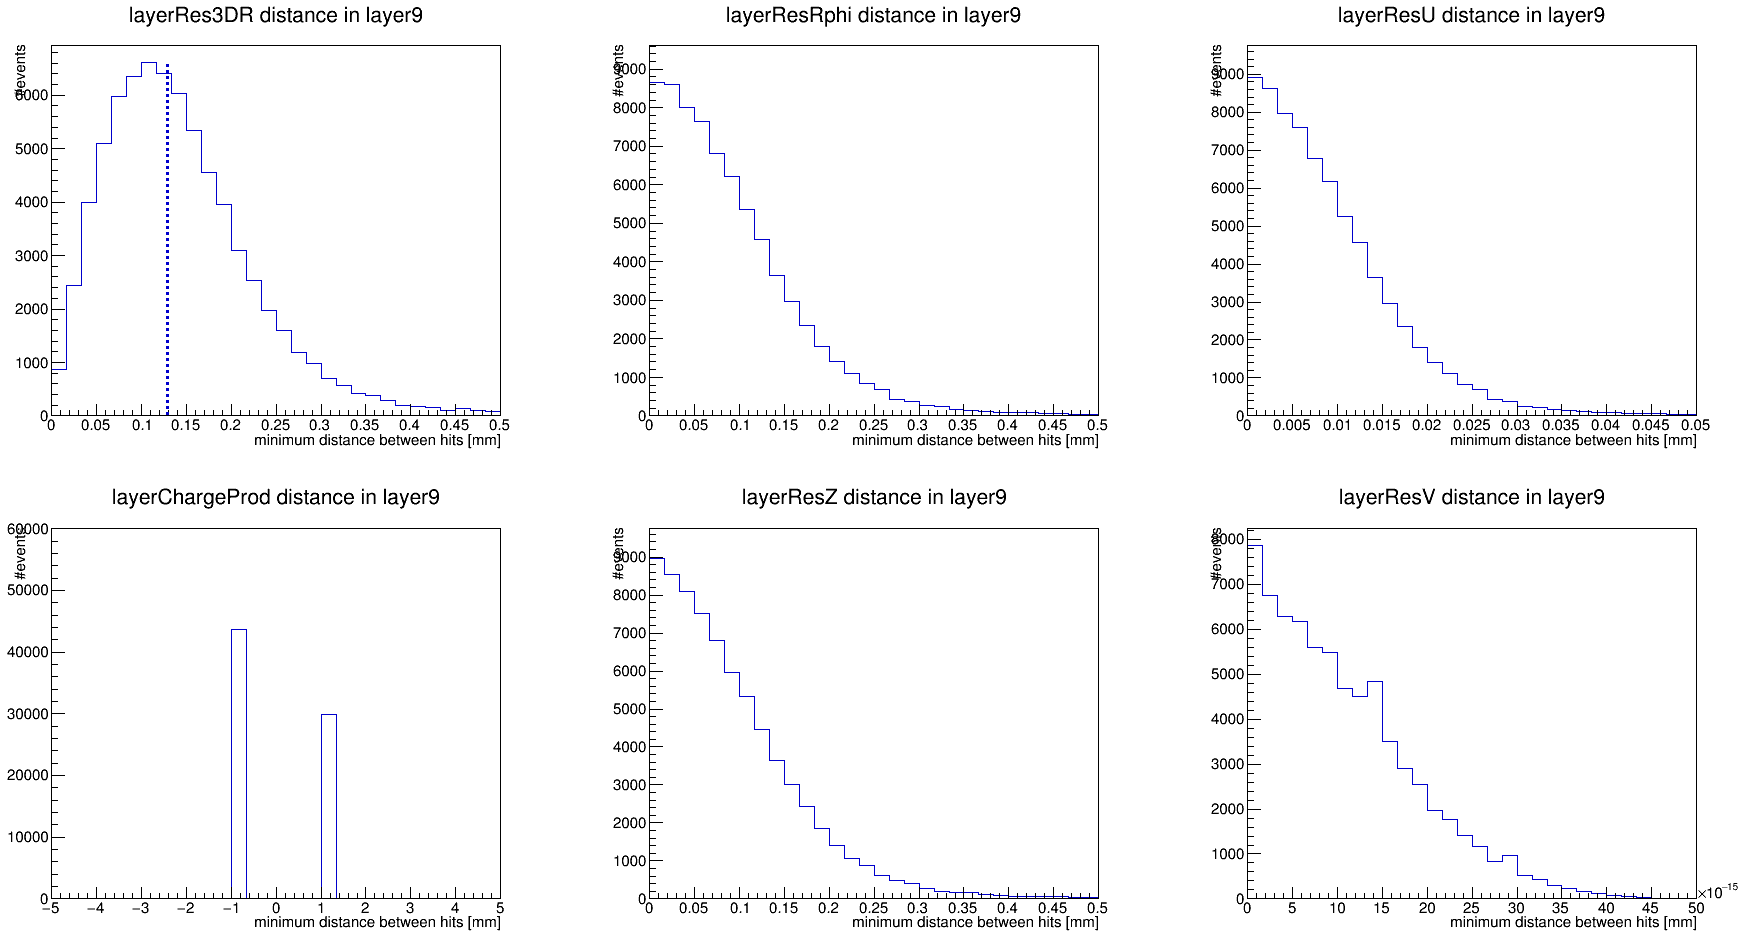 layerRes3DR distance in layer9
#events
6000
5000
4000
3000
2000
1000
0
0 0.05 0.1 0.15 0.2 0.25 0.3 0.35 0.4 0.45 0.5
minimum distance between hits [mm]
layerResRphi distance in layer9
#events
9000
8000
7000
6000
5000
4000
3000
2000
1000
0
0 0.05 0.1 0.15 0.2 0.25 0.3 0.35 0.4 0.45 0.5
minimum distance between hits [mm]
layerResU distance in layer9
#events
9000
8000
7000
6000
5000
4000
3000
2000
1000
0
0 0.005 0.01 0.015 0.02 0.025 0.03 0.035 0.04 0.045 0.05
minimum distance between hits [mm]
layerChargeProd distance in layer9
#events
60000
50000
40000
30000
20000
10000
0
−5 −4 −3 −2 −1 0 1 2 3 4 5
minimum distance between hits [mm]
layerResZ distance in layer9
#events
9000
8000
7000
6000
5000
4000
3000
2000
1000
0
0 0.05 0.1 0.15 0.2 0.25 0.3 0.35 0.4 0.45 0.5
minimum distance between hits [mm]
layerResV distance in layer9
#events
8000
7000
6000
5000
4000
3000
2000
1000
0
×10⁻¹⁵
0 5 10 15 20 25 30 35 40 45 50
minimum distance between hits [mm]